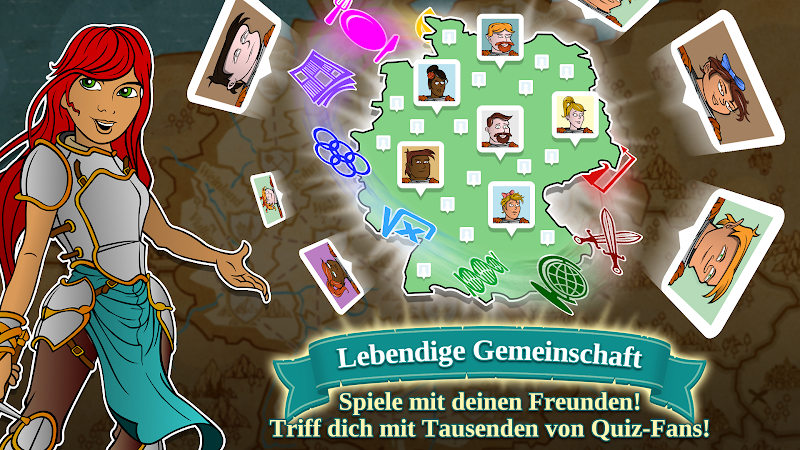 √x
Lebendige Gemeinschaft
Spiele mit deinen Freunden!
Triff dich mit Tausenden von Quiz-Fans!